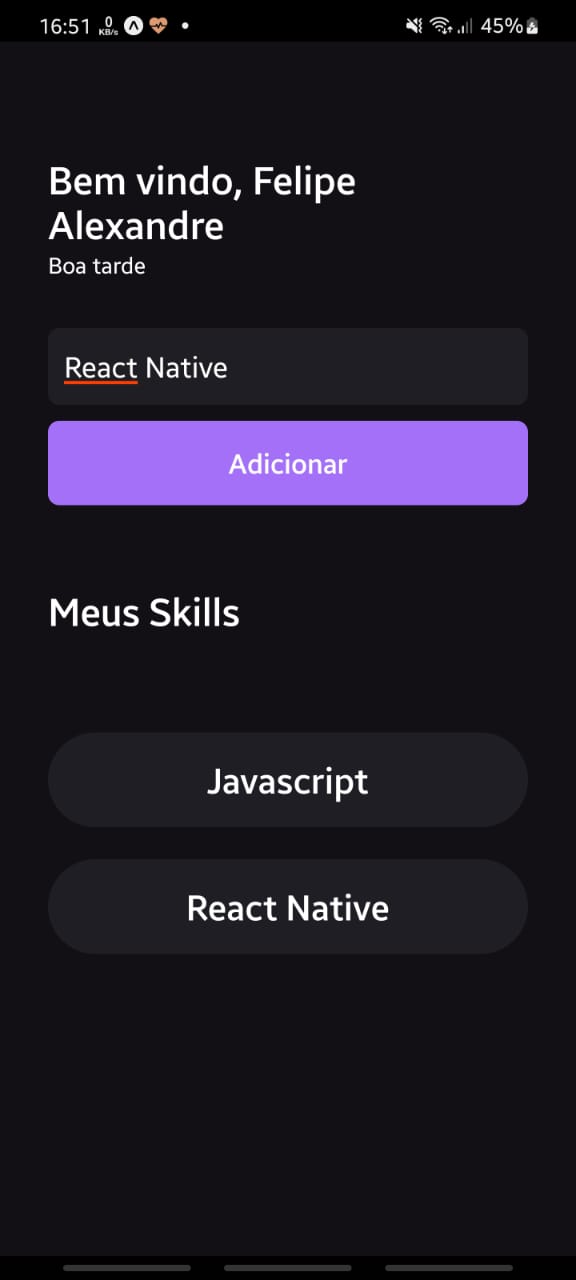 16:51 0 KB/s 45%
Bem vindo, Felipe
Alexandre
Boa tarde
React Native
Adicionar
Meus Skills
Javascript
React Native